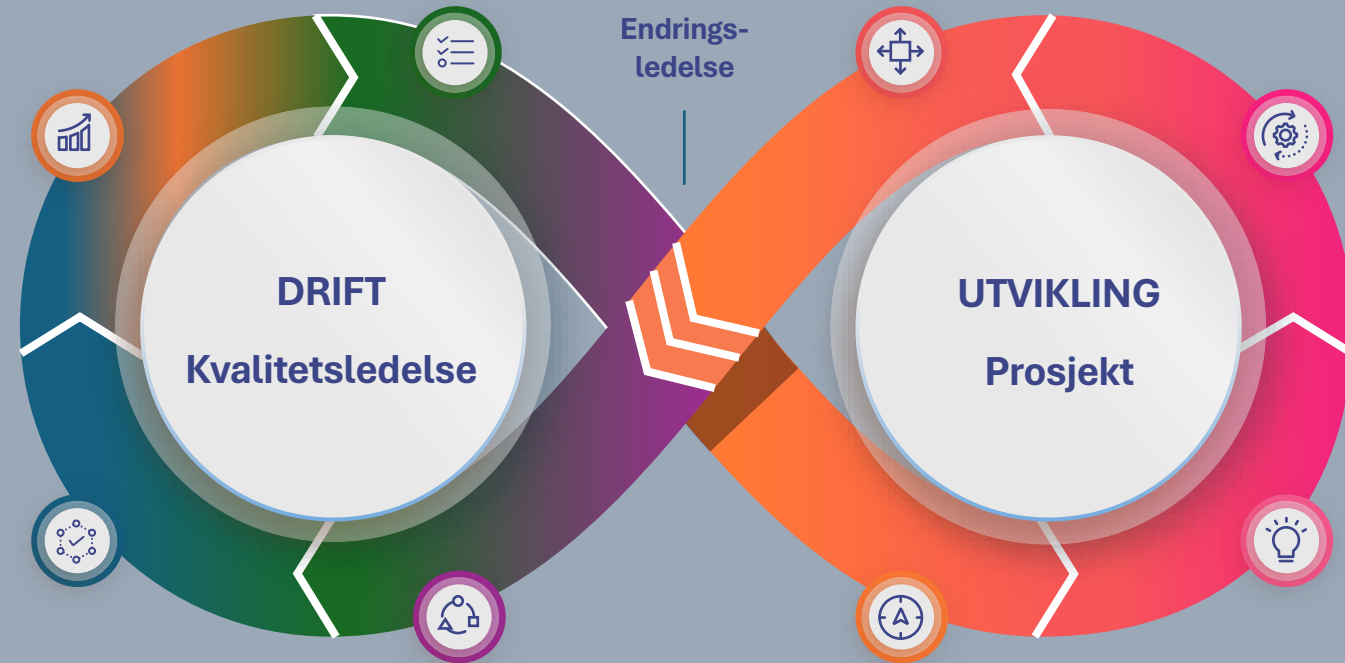 Endrings-
ledelse
DRIFT
Kvalitetsledelse
UTVIKLING
Prosjekt